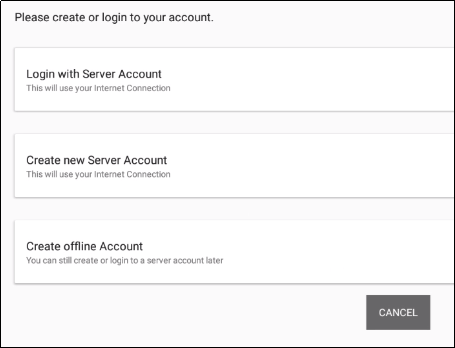 Please create or login to your account.
Login with Server Account
This will use your Internet Connection
Create new Server Account
This will use your Internet Connection
Create offline Account
You can still create or login to a server account later
CANCEL